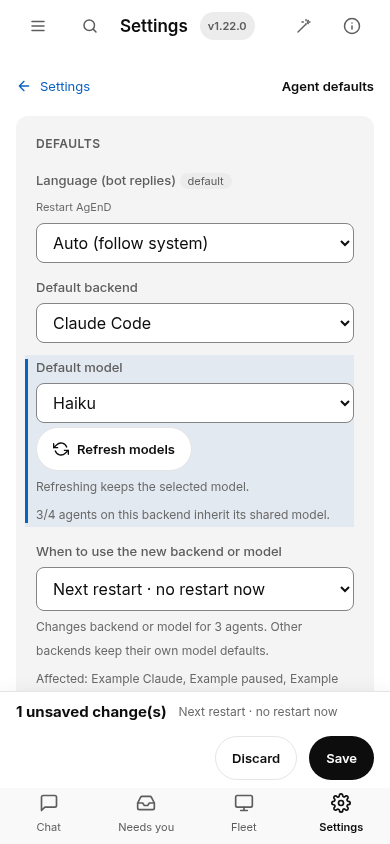 Settings v1.22.0
Settings
Agent defaults
DEFAULTS
Language (bot replies) default
Restart AgEnD
Auto (follow system)
Default backend
Claude Code
Default model
Haiku
Refresh models
Refreshing keeps the selected model.
3/4 agents on this backend inherit its shared model.
When to use the new backend or model
Next restart · no restart now
Changes backend or model for 3 agents. Other
backends keep their own model defaults.
Affected: Example Claude, Example paused, Example
1 unsaved change(s) Next restart · no restart now
Discard
Save
Chat
Needs you
Fleet
Settings